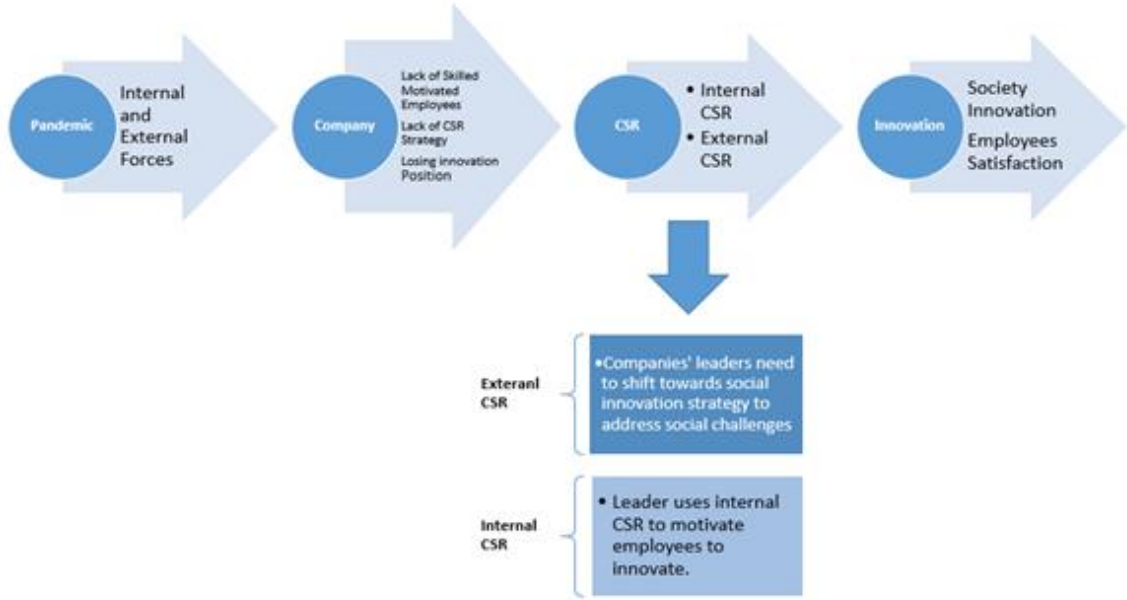 Pandemic
Internal
and
External
Forces
Company
Lack of Skilled
Motivated
Employees
Lack of CSR
Strategy
Losing innovation
Position
CSR
• Internal
CSR
• External
CSR
Innovation
Society
Innovation
Employees
Satisfaction
Exteranl
CSR
•Companies' leaders need
to shift towards social
innovation strategy to
address social challenges
Internal
CSR
• Leader uses internal
CSR to motivate
employees to
innovate.